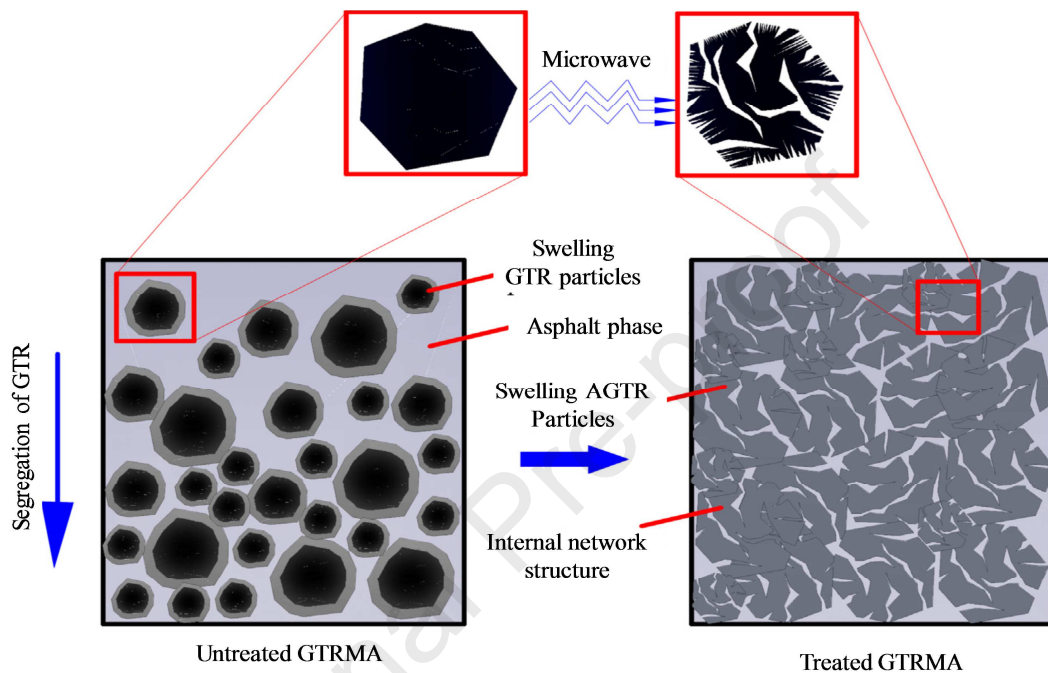 Microwave
Swelling
GTR particles
Asphalt phase
Segregation of GTR
Swelling AGTR
Particles
Internal network
structure
Untreated GTRMA
Treated GTRMA